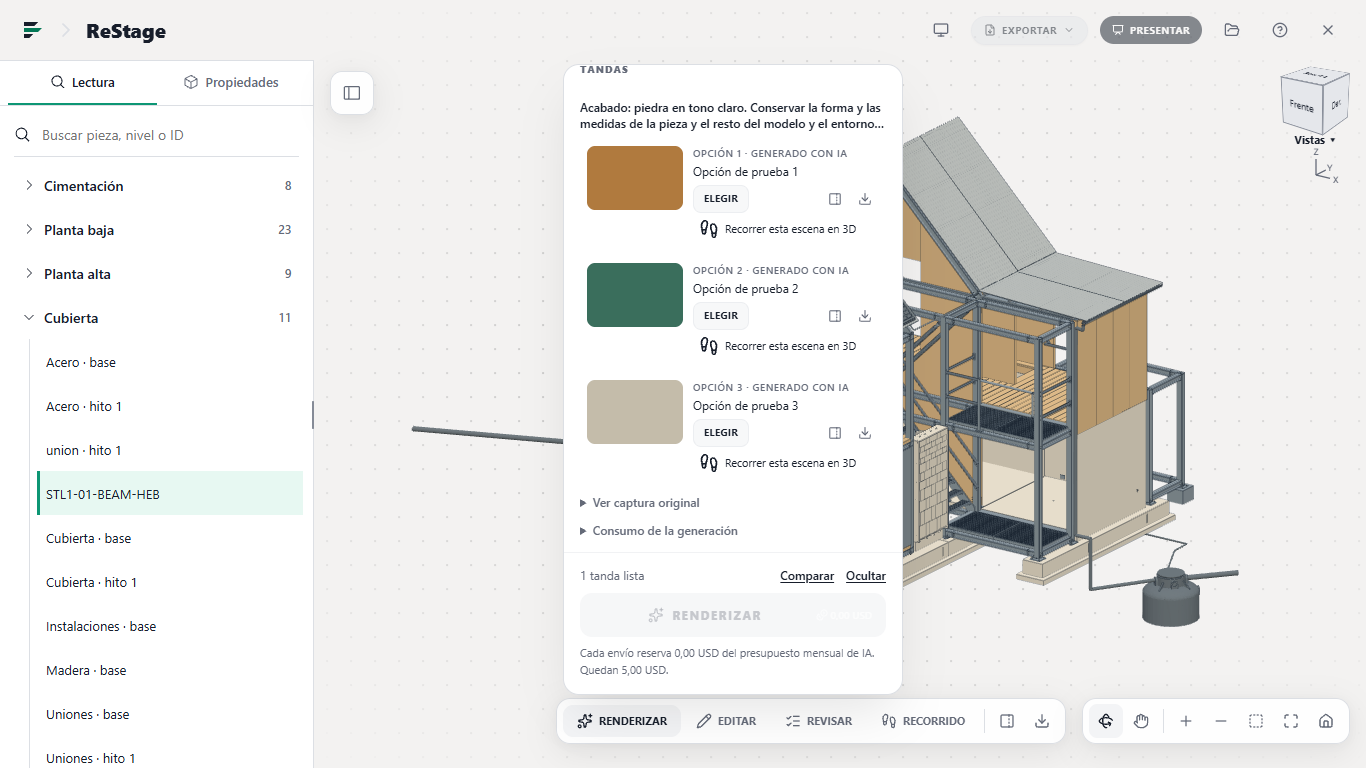 ReStage
EXPORTAR
PRESENTAR
Lectura
Propiedades
Buscar pieza, nivel o ID
Cimentación 8
Planta baja 23
Planta alta 9
Cubierta 11
Acero · base
Acero · hito 1
union · hito 1
STL1-01-BEAM-HEB
Cubierta · base
Cubierta · hito 1
Instalaciones · base
Madera · base
Uniones · base
Uniones · hito 1
TANDAS
Acabado: piedra en tono claro. Conservar la forma y las
medidas de la pieza y el resto del modelo y el entorno...
OPCIÓN 1 · GENERADO CON IA
Opción de prueba 1
ELEGIR
Recorrer esta escena en 3D
OPCIÓN 2 · GENERADO CON IA
Opción de prueba 2
ELEGIR
Recorrer esta escena en 3D
OPCIÓN 3 · GENERADO CON IA
Opción de prueba 3
ELEGIR
Recorrer esta escena en 3D
Ver captura original
Consumo de la generación
1 tanda lista
Comparar
Ocultar
RENDERIZAR
Cada envío reserva 0,00 USD del presupuesto mensual de IA.
Quedan 5,00 USD.
RENDERIZAR
EDITAR
REVISAR
RECORRIDO
Frente
Vistas
Z
Y
X